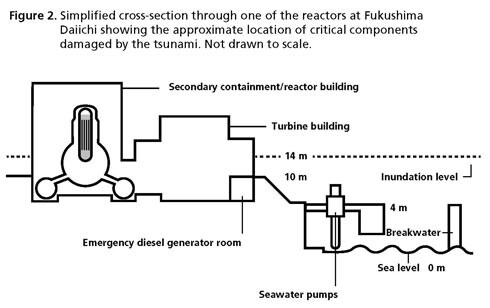 Figure 2. Simplified cross-section through one of the reactors at Fukushima
Daiichi showing the approximate location of critical components
damaged by the tsunami. Not drawn to scale.
Secondary containment/reactor building
Turbine building
14 m
10 m
Inundation level
4 m
Breakwater
Emergency diesel generator room
Sea level 0 m
Seawater pumps